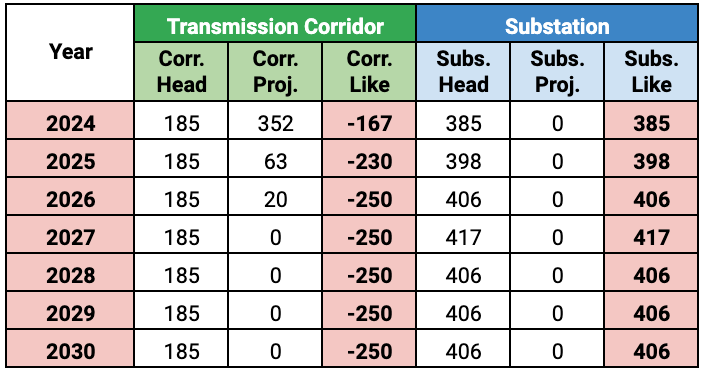 Year Transmission Corridor Substation
Corr. Head Corr. Proj. Corr. Like Subs. Head Subs. Proj. Subs. Like
2024 185 352 -167 385 0 385
2025 185 63 -230 398 0 398
2026 185 20 -250 406 0 406
2027 185 0 -250 417 0 417
2028 185 0 -250 406 0 406
2029 185 0 -250 406 0 406
2030 185 0 -250 406 0 406